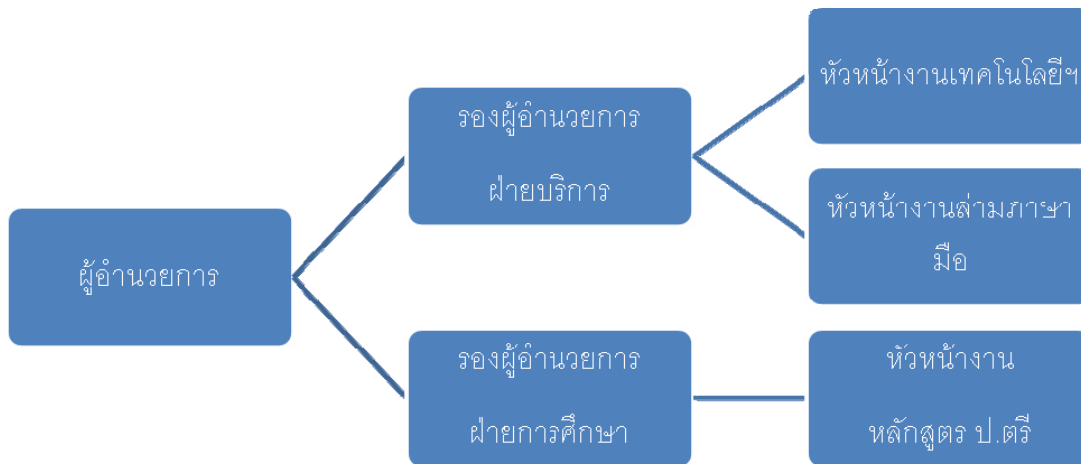 ผู้อำนวยการ
รองผู้อำนวยการ
ฝ่ายบริการ
หัวหน้างานเทคโนโลยีฯ
หัวหน้างานล่ามภาษา
มือ
รองผู้อำนวยการ
ฝ่ายการศึกษา
หัวหน้างาน
หลักสูตร ป.ตรี